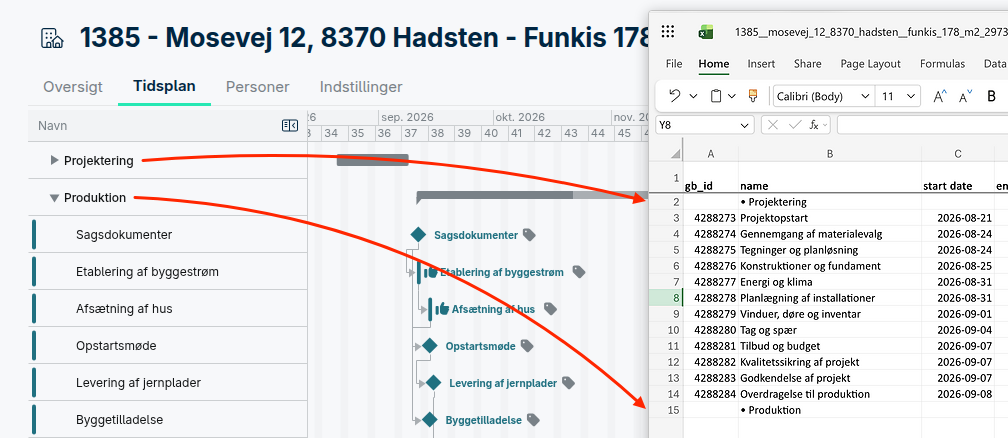 1385 - Mosevej 12, 8370 Hadsten - Funkis 178
Oversigt Tidsplan Personer Indstillinger
Navn
26 sep. 2026 okt. 2026 nov. 20
33 34 35 36 37 38 39 40 41 42 43 44 45
Projektering
Produktion
Sagsdokumenter Sagsdokumenter
Etablering af byggestrøm Etablering af byggestrøm
Afsætning af hus Afsætning af hus
Opstartsmøde Opstartsmøde
Levering af jernplader Levering af jernplader
Byggetilladelse Byggetilladelse
1385__mosevej_12_8370_hadsten__funkis_178_m2_2973
File Home Insert Share Page Layout Formulas Data
Calibri (Body) 11 A^ A˅ B
Y8 fx
A B C
1 gb_id name start date en
2 • Projektering
3 4288273 Projektopstart 2026-08-21
4 4288274 Gennemgang af materialevalg 2026-08-24
5 4288275 Tegninger og planløsning 2026-08-24
6 4288276 Konstruktioner og fundament 2026-08-25
7 4288277 Energi og klima 2026-08-31
8 4288278 Planlægning af installationer 2026-08-31
9 4288279 Vinduer, døre og inventar 2026-09-01
10 4288280 Tag og spær 2026-09-04
11 4288281 Tilbud og budget 2026-09-07
12 4288282 Kvalitetssikring af projekt 2026-09-07
13 4288283 Godkendelse af projekt 2026-09-07
14 4288284 Overdragelse til produktion 2026-09-08
15 • Produktion